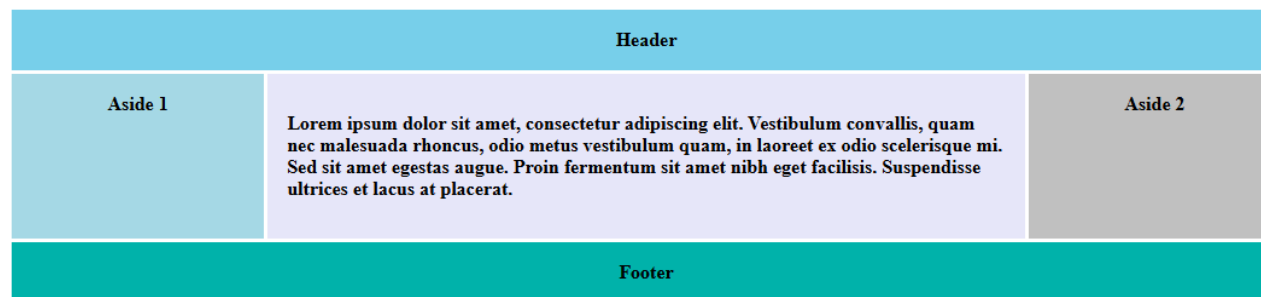 Header
Aside 1
Lorem ipsum dolor sit amet, consectetur adipiscing elit. Vestibulum convallis, quam
nec malesuada rhoncus, odio metus vestibulum quam, in laoreet ex odio scelerisque mi.
Sed sit amet egestas augue. Proin fermentum sit amet nibh eget facilisis. Suspendisse
ultrices et lacus at placerat.
Aside 2
Footer